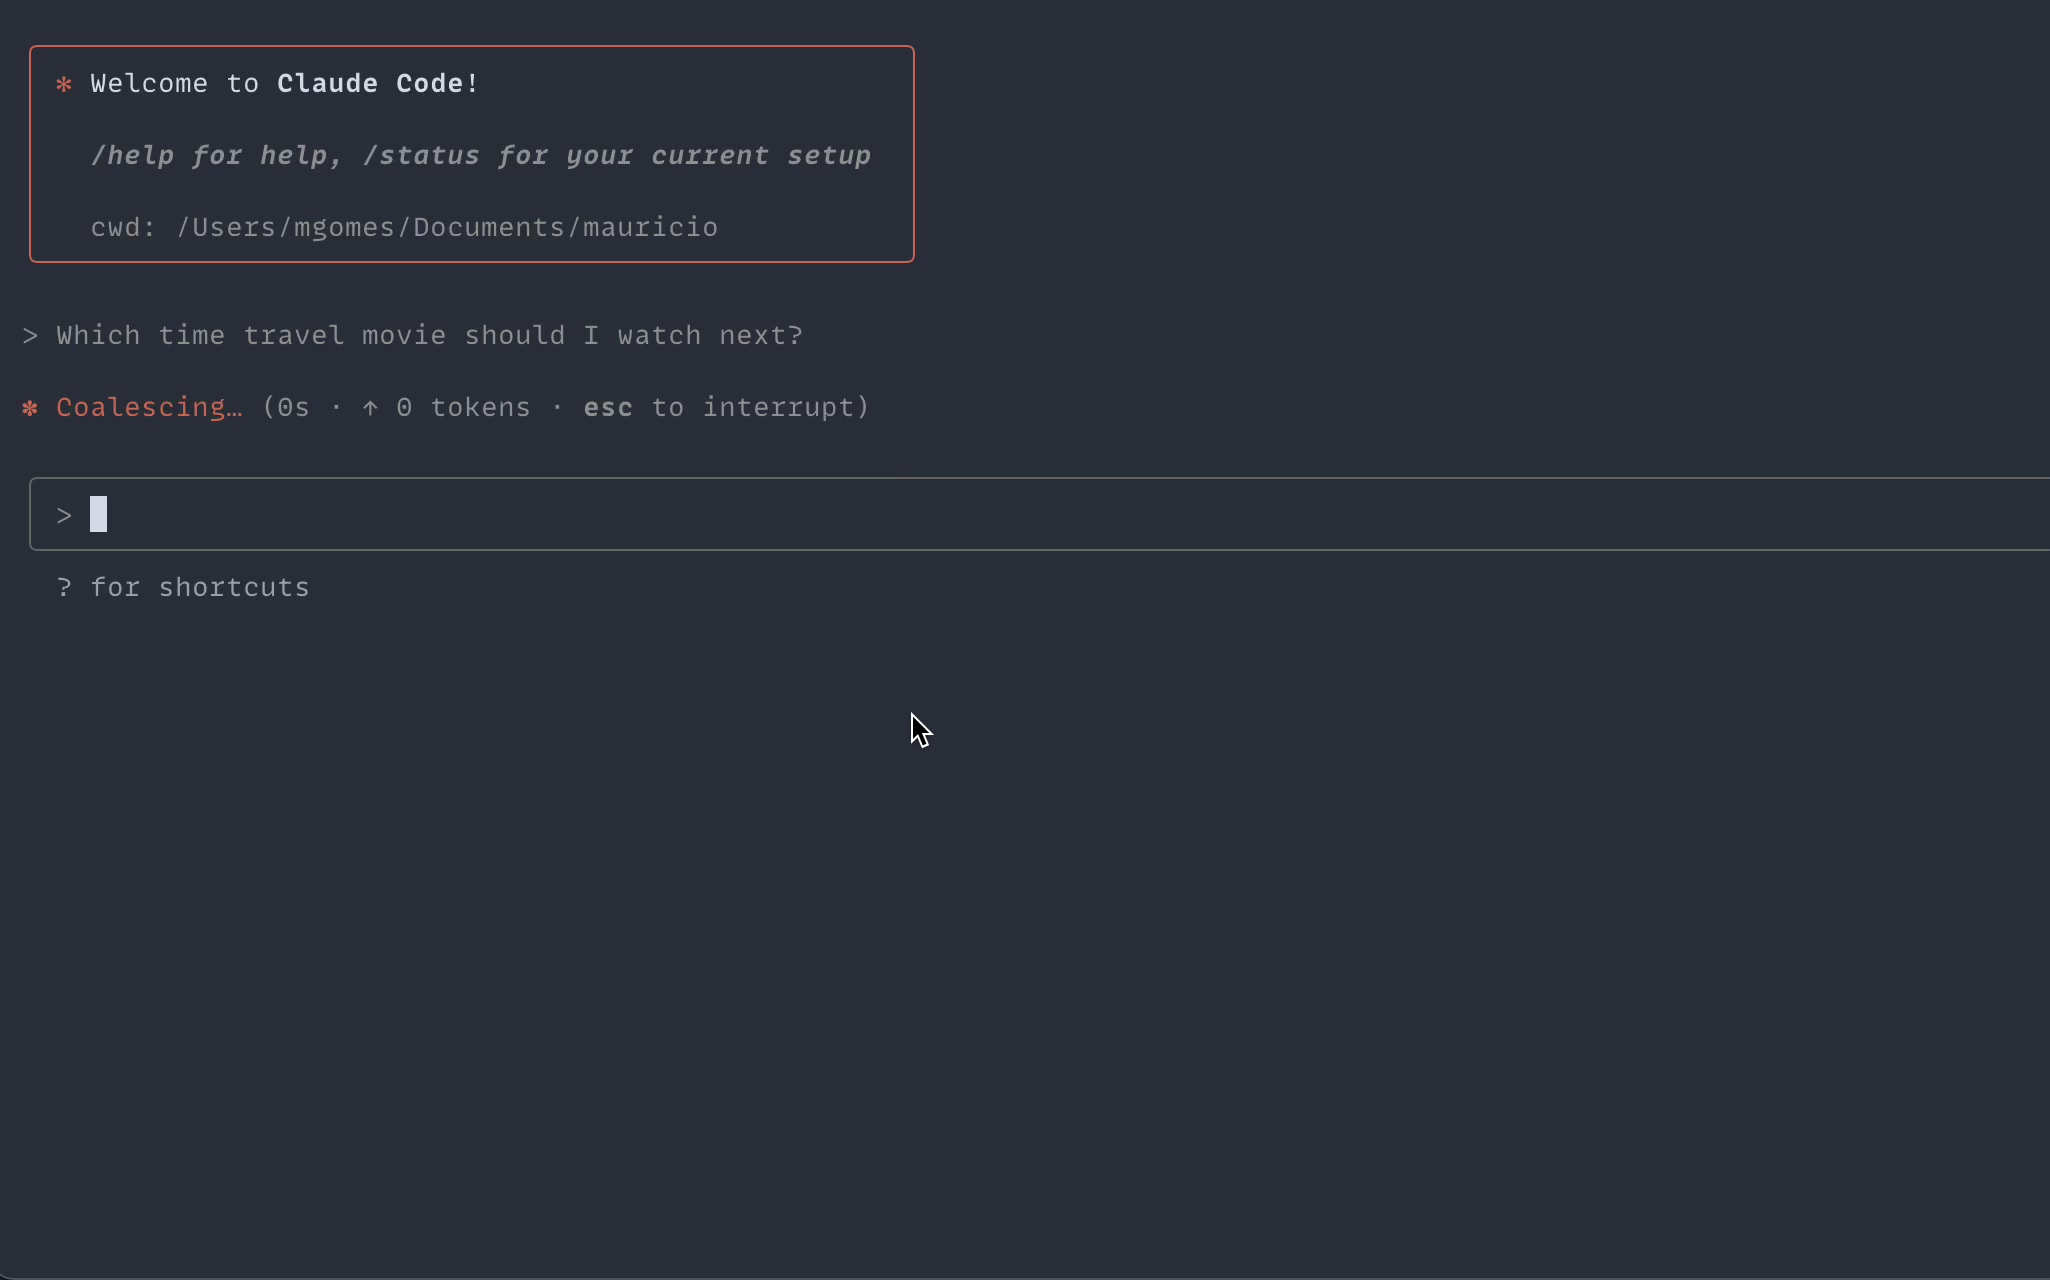 ✻ Welcome to Claude Code!
/help for help, /status for your current setup
cwd: /Users/mgomes/Documents/mauricio
> Which time travel movie should I watch next?
✽ Coalescing… (0s · ↑ 0 tokens · esc to interrupt)
>
? for shortcuts